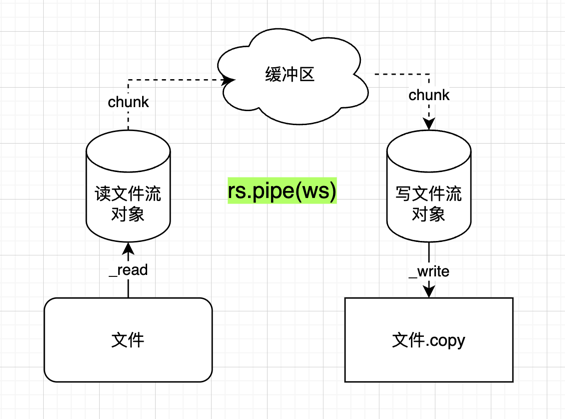 缓冲区
chunk
chunk
读文件流
对象
rs.pipe(ws)
写文件流
对象
_read
_write
文件
文件.copy